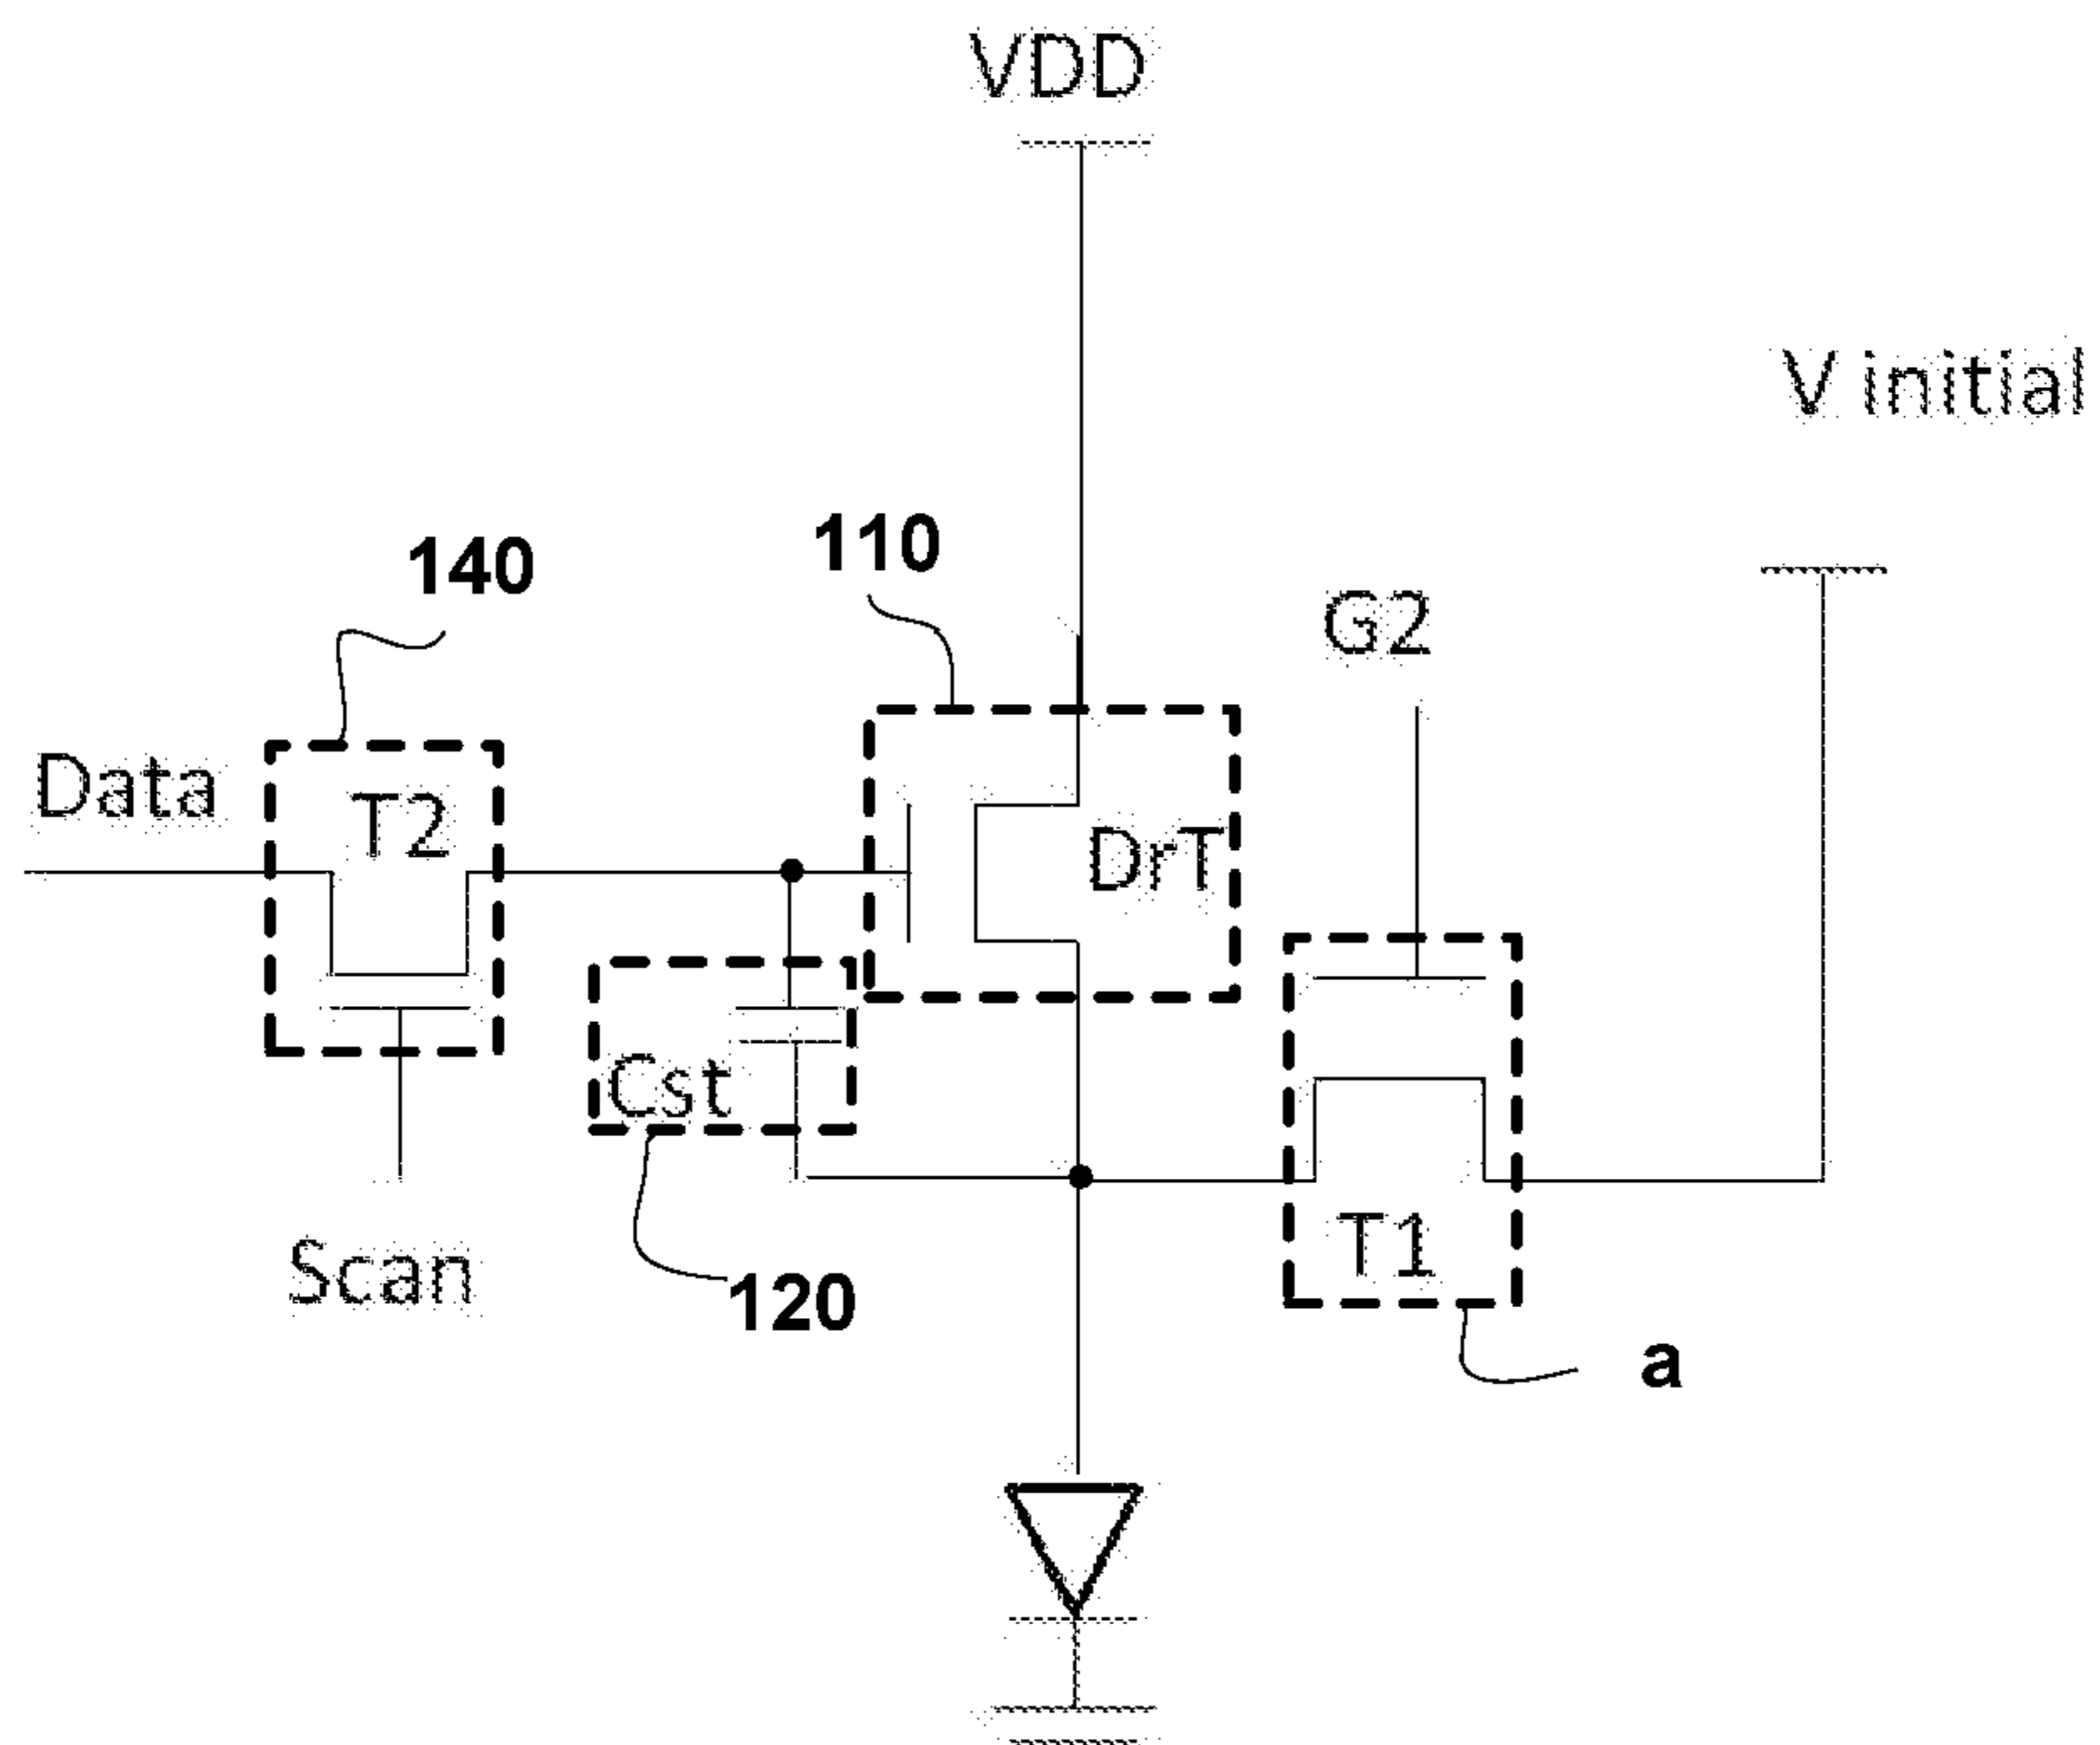 VDD
V initial
110
140
G2
Data
T2
DrT
Cst
T1
Scan
120
a